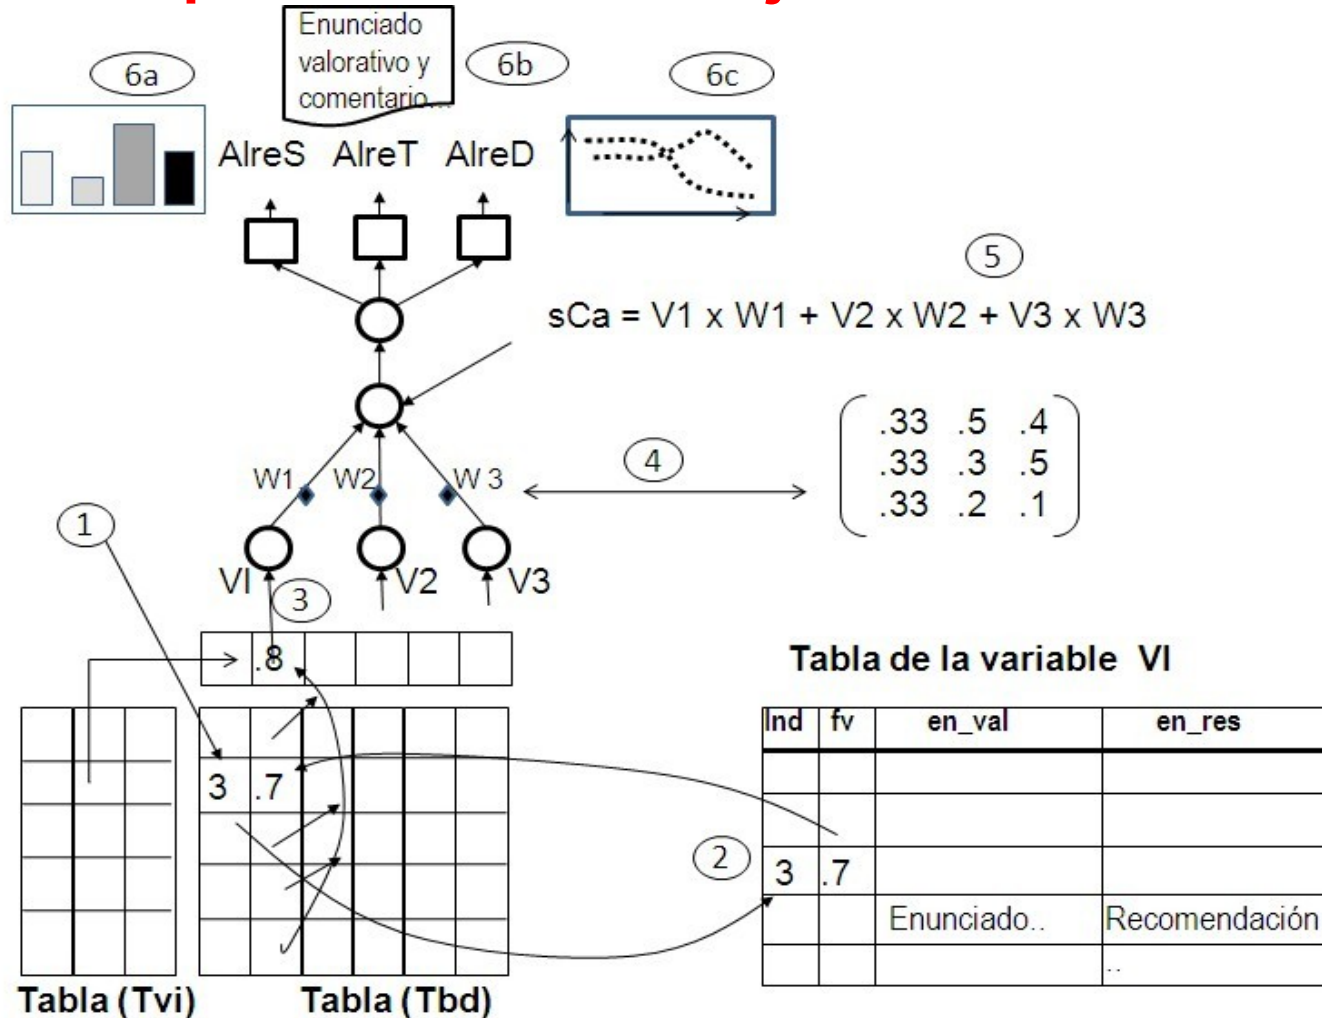 Enunciado
valorativo y
comentario...
6a
6b
6c
AlreS AlreT AlreD
5
sCa = V1 x W1 + V2 x W2 + V3 x W3
.33 .5 .4
.33 .3 .5
.33 .2 .1
4
W1 W2 W 3
1
VI V2 V3
3
.8
Tabla de la variable VI
Ind fv en_val en_res
3 .7
2
3 .7
Enunciado.. Recomendación
..
Tabla (Tvi) Tabla (Tbd)